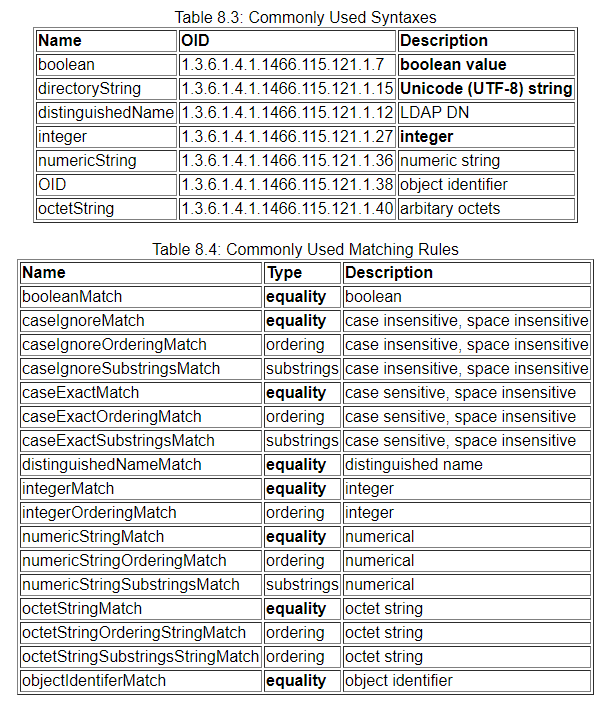 Table 8.3: Commonly Used Syntaxes
Name OID Description
boolean 1.3.6.1.4.1.1466.115.121.1.7 boolean value
directoryString 1.3.6.1.4.1.1466.115.121.1.15 Unicode (UTF-8) string
distinguishedName 1.3.6.1.4.1.1466.115.121.1.12 LDAP DN
integer 1.3.6.1.4.1.1466.115.121.1.27 integer
numericString 1.3.6.1.4.1.1466.115.121.1.36 numeric string
OID 1.3.6.1.4.1.1466.115.121.1.38 object identifier
octetString 1.3.6.1.4.1.1466.115.121.1.40 arbitary octets
Table 8.4: Commonly Used Matching Rules
Name Type Description
booleanMatch equality boolean
caseIgnoreMatch equality case insensitive, space insensitive
caseIgnoreOrderingMatch ordering case insensitive, space insensitive
caseIgnoreSubstringsMatch substrings case insensitive, space insensitive
caseExactMatch equality case sensitive, space insensitive
caseExactOrderingMatch ordering case sensitive, space insensitive
caseExactSubstringsMatch substrings case sensitive, space insensitive
distinguishedNameMatch equality distinguished name
integerMatch equality integer
integerOrderingMatch ordering integer
numericStringMatch equality numerical
numericStringOrderingMatch ordering numerical
numericStringSubstringsMatch substrings numerical
octetStringMatch equality octet string
octetStringOrderingStringMatch ordering octet string
octetStringSubstringsStringMatch ordering octet string
objectIdentiferMatch equality object identifier